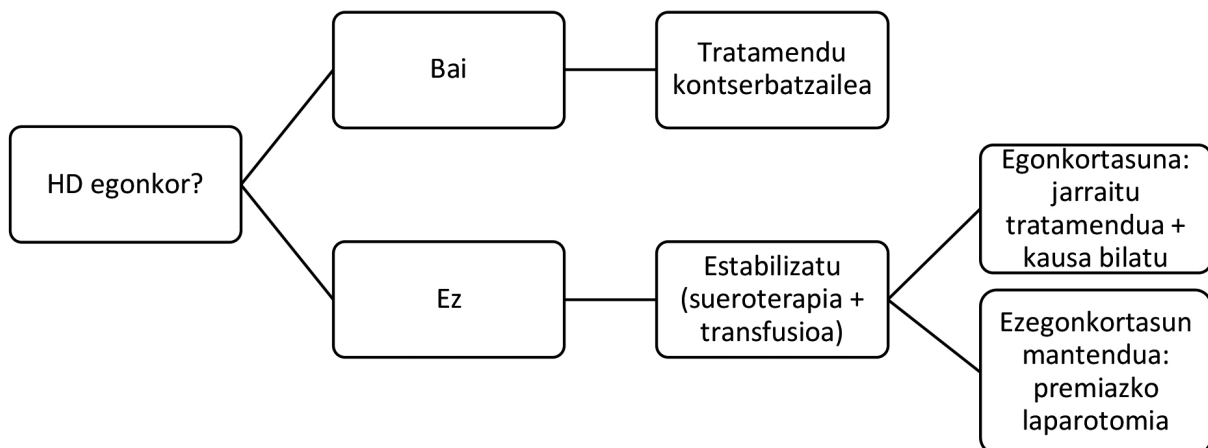 HD egonkor?
Bai
Tratamendu
kontserbatzailea
Ez
Estabilizatu
(sueroterapia +
transfusioa)
Egonkortasuna:
jarraitu
tratamendua +
kausa bilatu
Ezegonkortasun
mantendua:
premiazko
laparotomia